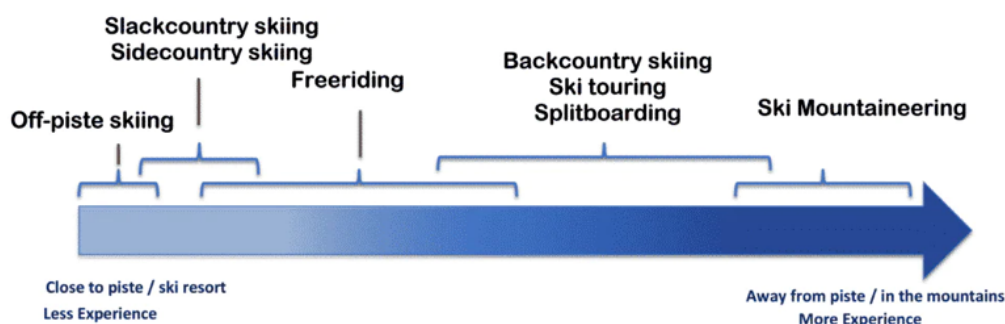 Slackcountry skiing
Sidecountry skiing
Freeriding
Off-piste skiing
Backcountry skiing
Ski touring
Splitboarding
Ski Mountaineering
Close to piste / ski resort
Less Experience
Away from piste / in the mountains
More Experience